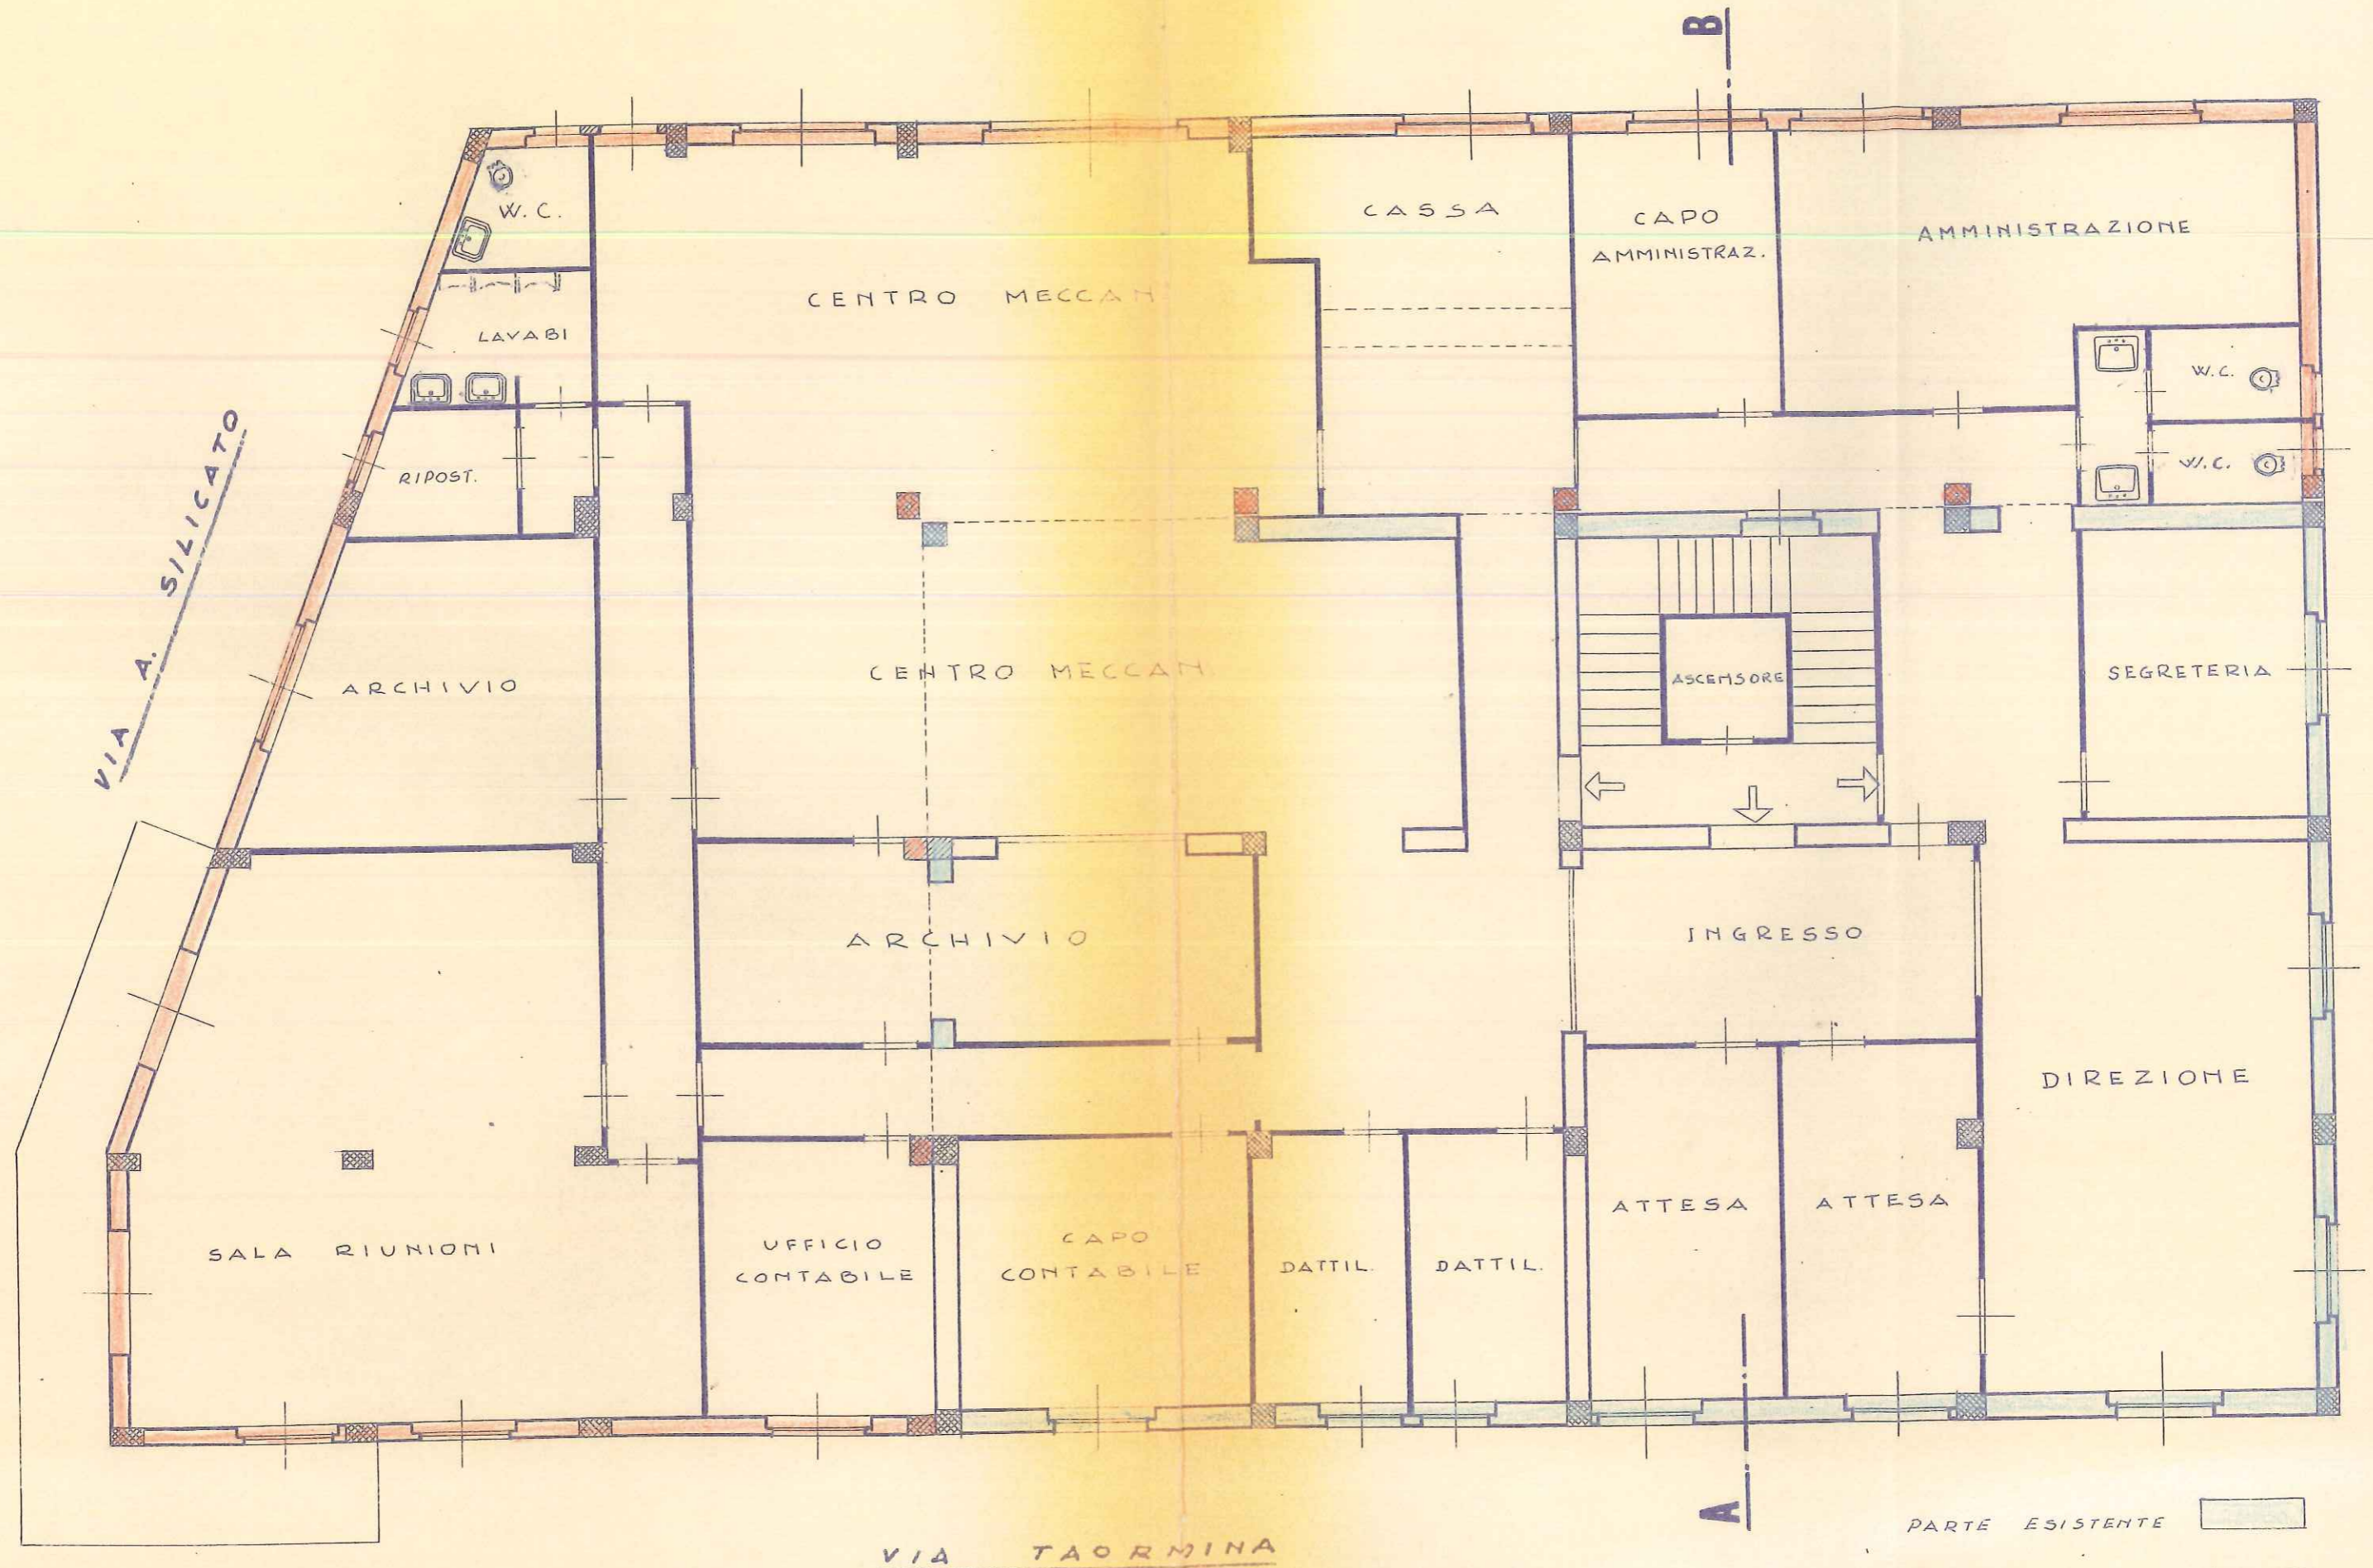 B
W.C.
CASSA
CAPO
AMMINISTRAZ.
AMMINISTRAZIONE
CENTRO MECCAN
LAVABI
W.C.
W.C.
RIPOST.
VIA A. SILICATO
ARCHIVIO
CENTRO MECCAN
ASCENSORE
SEGRETERIA
ARCHIVIO
INGRESSO
DIREZIONE
ATTESA
ATTESA
SALA RIUNIONI
UFFICIO
CONTABILE
CAPO
CONTABILE
DATTIL.
DATTIL.
A
PARTE ESISTENTE
VIA TAORMINA